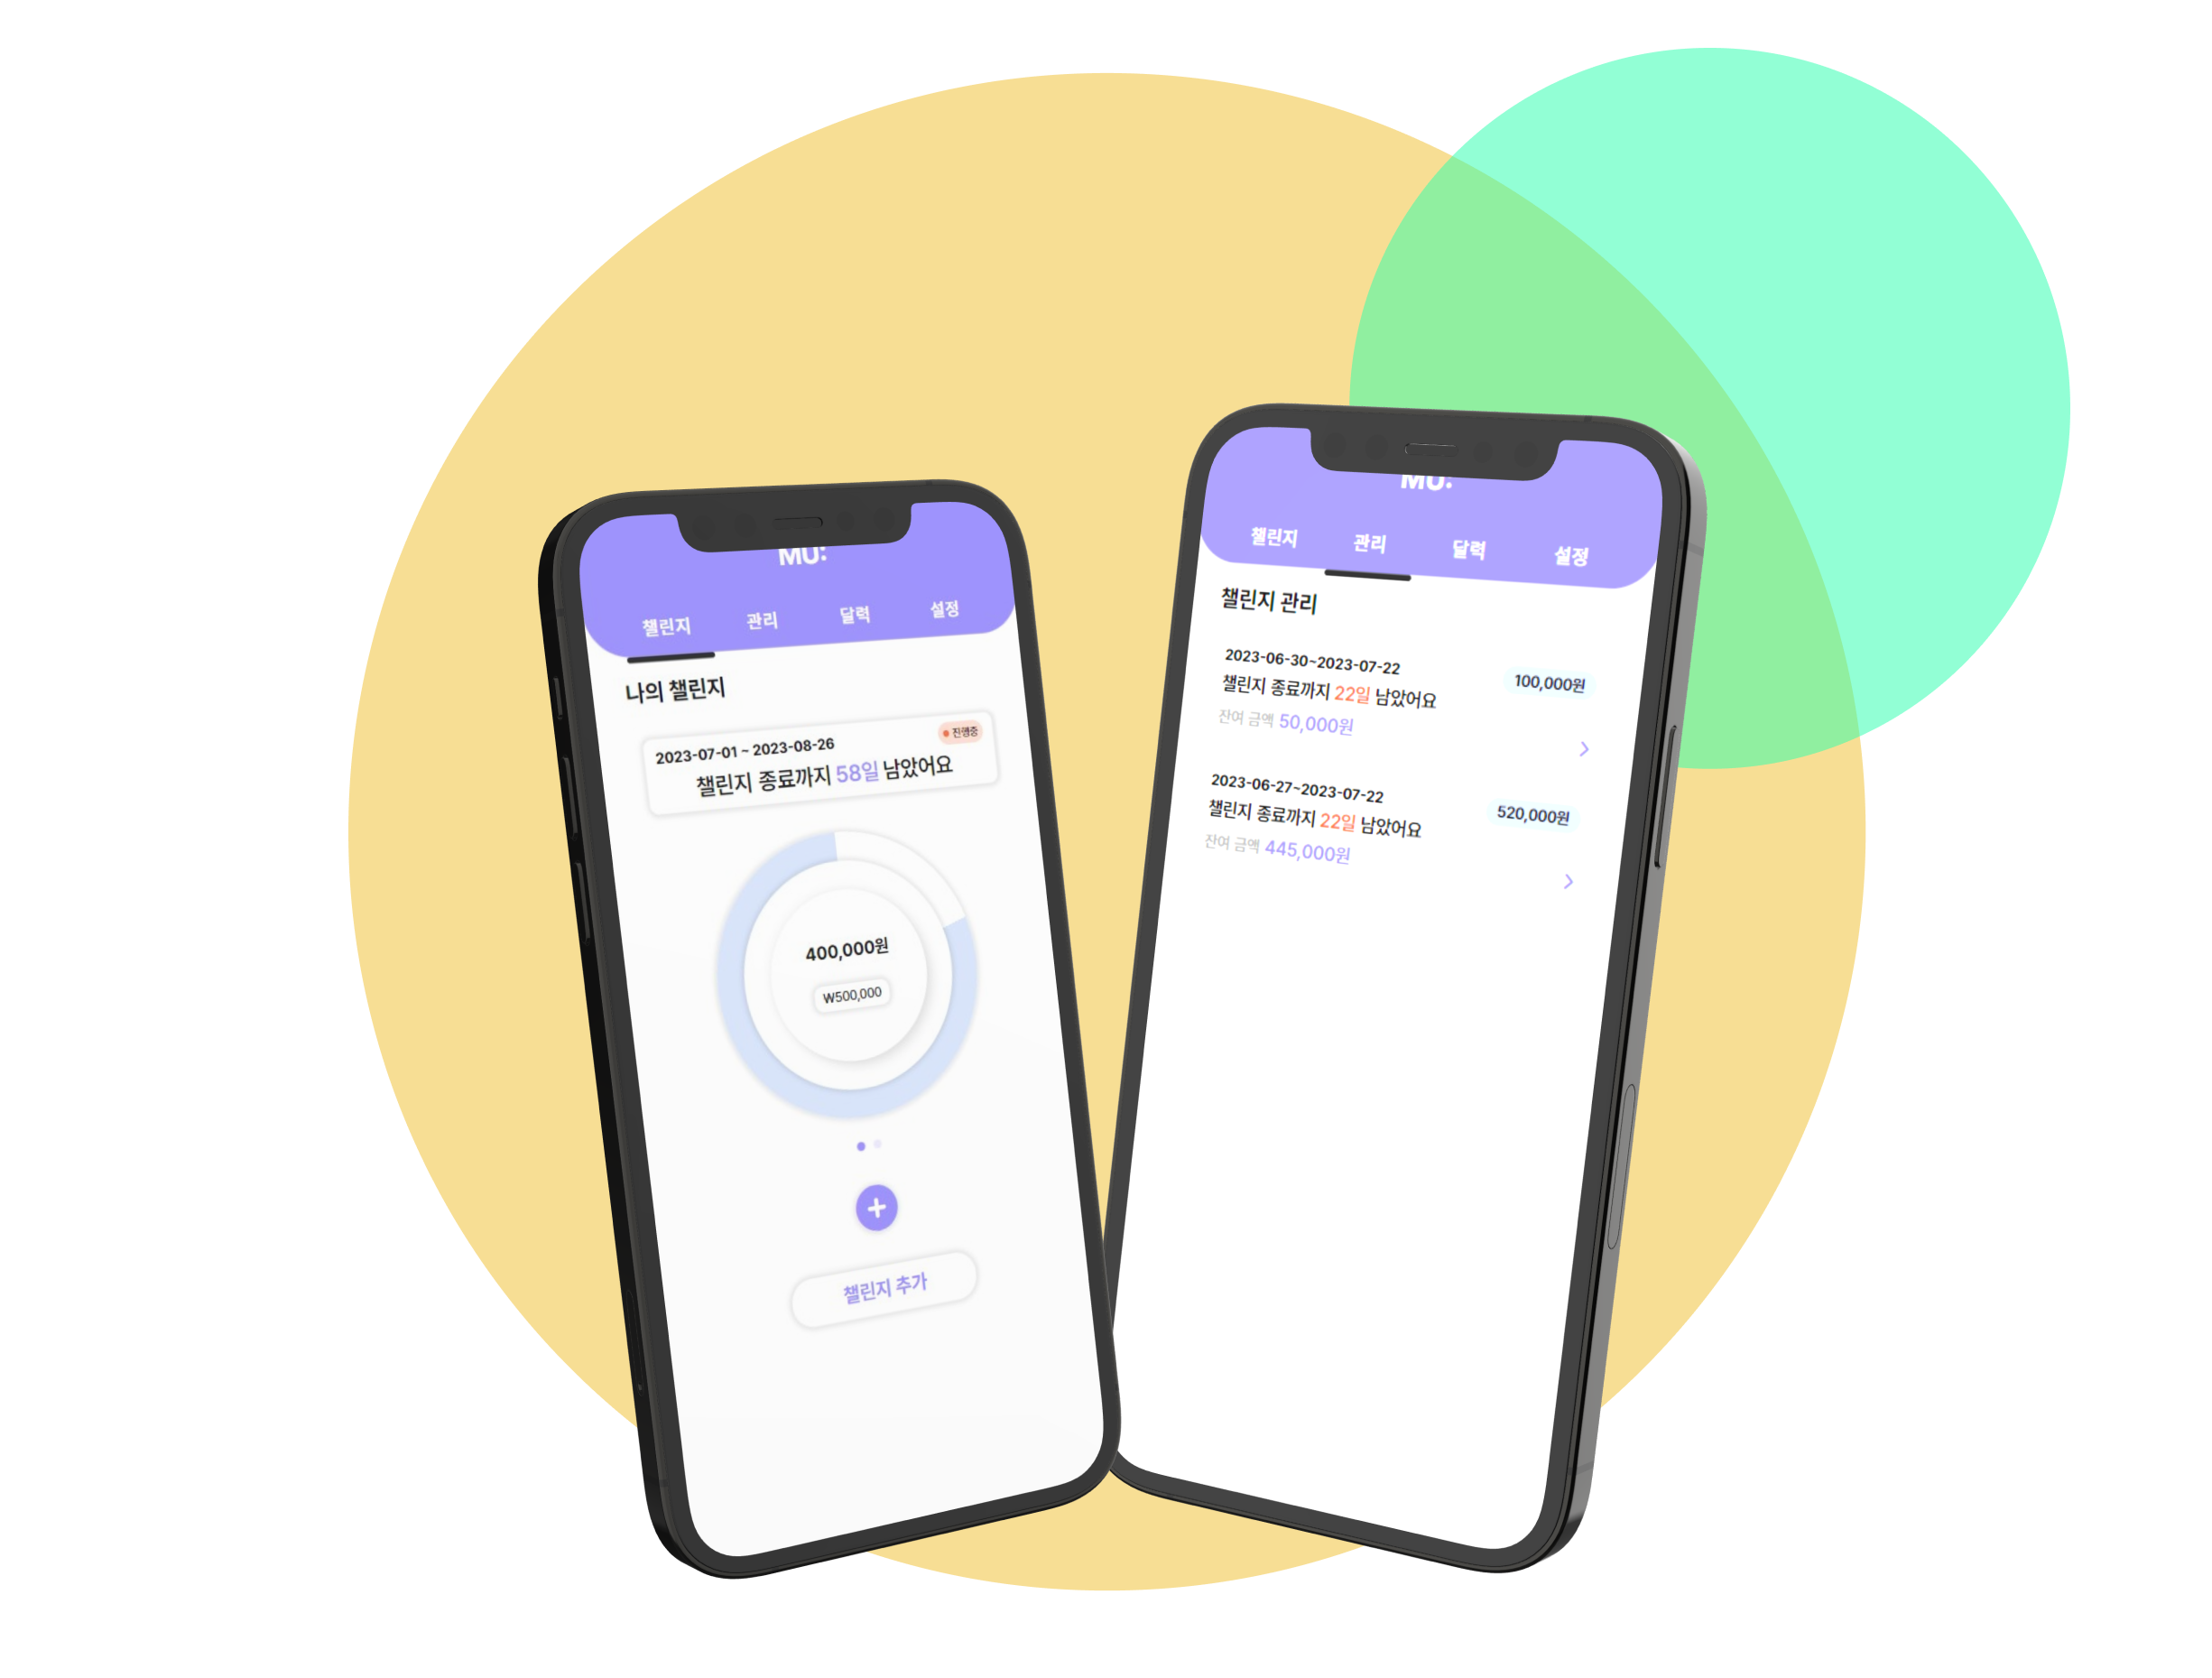 MU:
챌린지 관리 달력 설정
나의 챌린지
2023-07-01 ~ 2023-08-26
진행중
챌린지 종료까지 58일 남았어요
400,000원
₩500,000
챌린지 추가
MU:
챌린지 관리 달력 설정
챌린지 관리
2023-06-30~2023-07-22
100,000원
챌린지 종료까지 22일 남았어요
잔여 금액 50,000원
2023-06-27~2023-07-22
520,000원
챌린지 종료까지 22일 남았어요
잔여 금액 445,000원